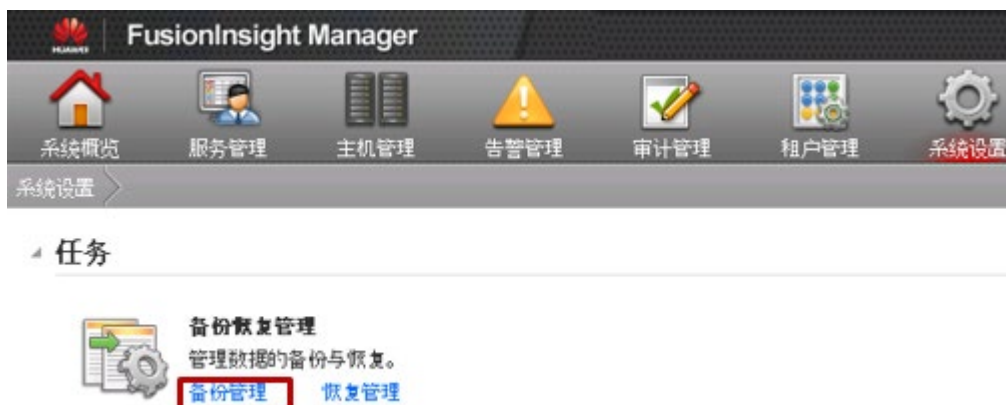 HUAWEI
FusionInsight Manager
系统概览
服务管理
主机管理
告警管理
审计管理
租户管理
系统设置
系统设置
任务
备份恢复管理
管理数据的备份与恢复。
备份管理 恢复管理